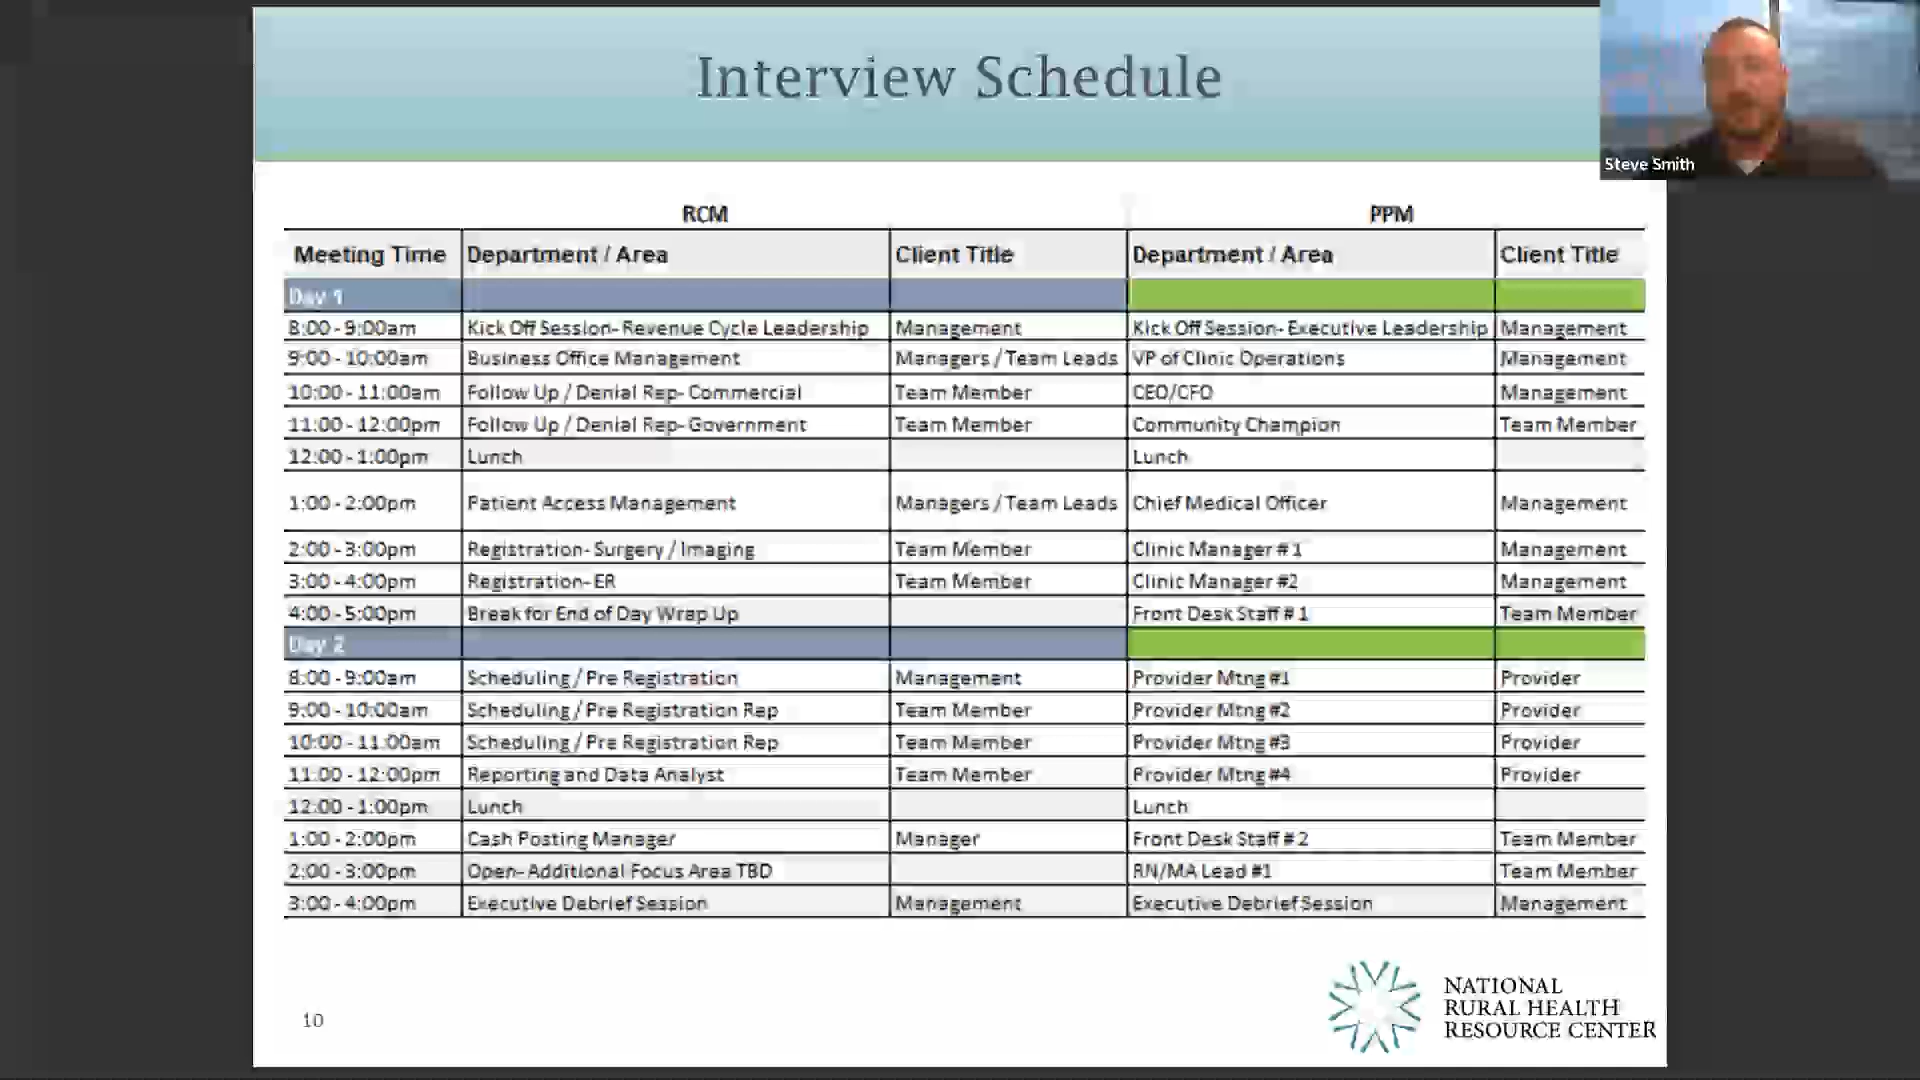 Interview Schedule
Steve Smith
RCM PPM
Meeting Time Department / Area Client Title Department / Area Client Title
Day 1
8:00 - 9:00am Kick Off Session- Revenue Cycle Leadership Management Kick Off Session- Executive Leadership Management
9:00 - 10:00am Business Office Management Managers / Team Leads VP of Clinic Operations Management
10:00 - 11:00am Follow Up / Denial Rep- Commercial Team Member CEO/CFO Management
11:00 - 12:00pm Follow Up / Denial Rep- Government Team Member Community Champion Team Member
12:00 - 1:00pm Lunch Lunch
1:00 - 2:00pm Patient Access Management Managers / Team Leads Chief Medical Officer Management
2:00 - 3:00pm Registration- Surgery / Imaging Team Member Clinic Manager #1 Management
3:00 - 4:00pm Registration- ER Team Member Clinic Manager #2 Management
4:00 - 5:00pm Break for End of Day Wrap Up Front Desk Staff #1 Team Member
Day 2
8:00 - 9:00am Scheduling / Pre Registration Management Provider Mtng #1 Provider
9:00 - 10:00am Scheduling / Pre Registration Rep Team Member Provider Mtng #2 Provider
10:00 - 11:00am Scheduling / Pre Registration Rep Team Member Provider Mtng #3 Provider
11:00 - 12:00pm Reporting and Data Analyst Team Member Provider Mtng #4 Provider
12:00 - 1:00pm Lunch Lunch
1:00 - 2:00pm Cash Posting Manager Manager Front Desk Staff #2 Team Member
2:00 - 3:00pm Open- Additional Focus Area TBD RN/MA Lead #1 Team Member
3:00 - 4:00pm Executive Debrief Session Management Executive Debrief Session Management
10
NATIONAL
RURAL HEALTH
RESOURCE CENTER